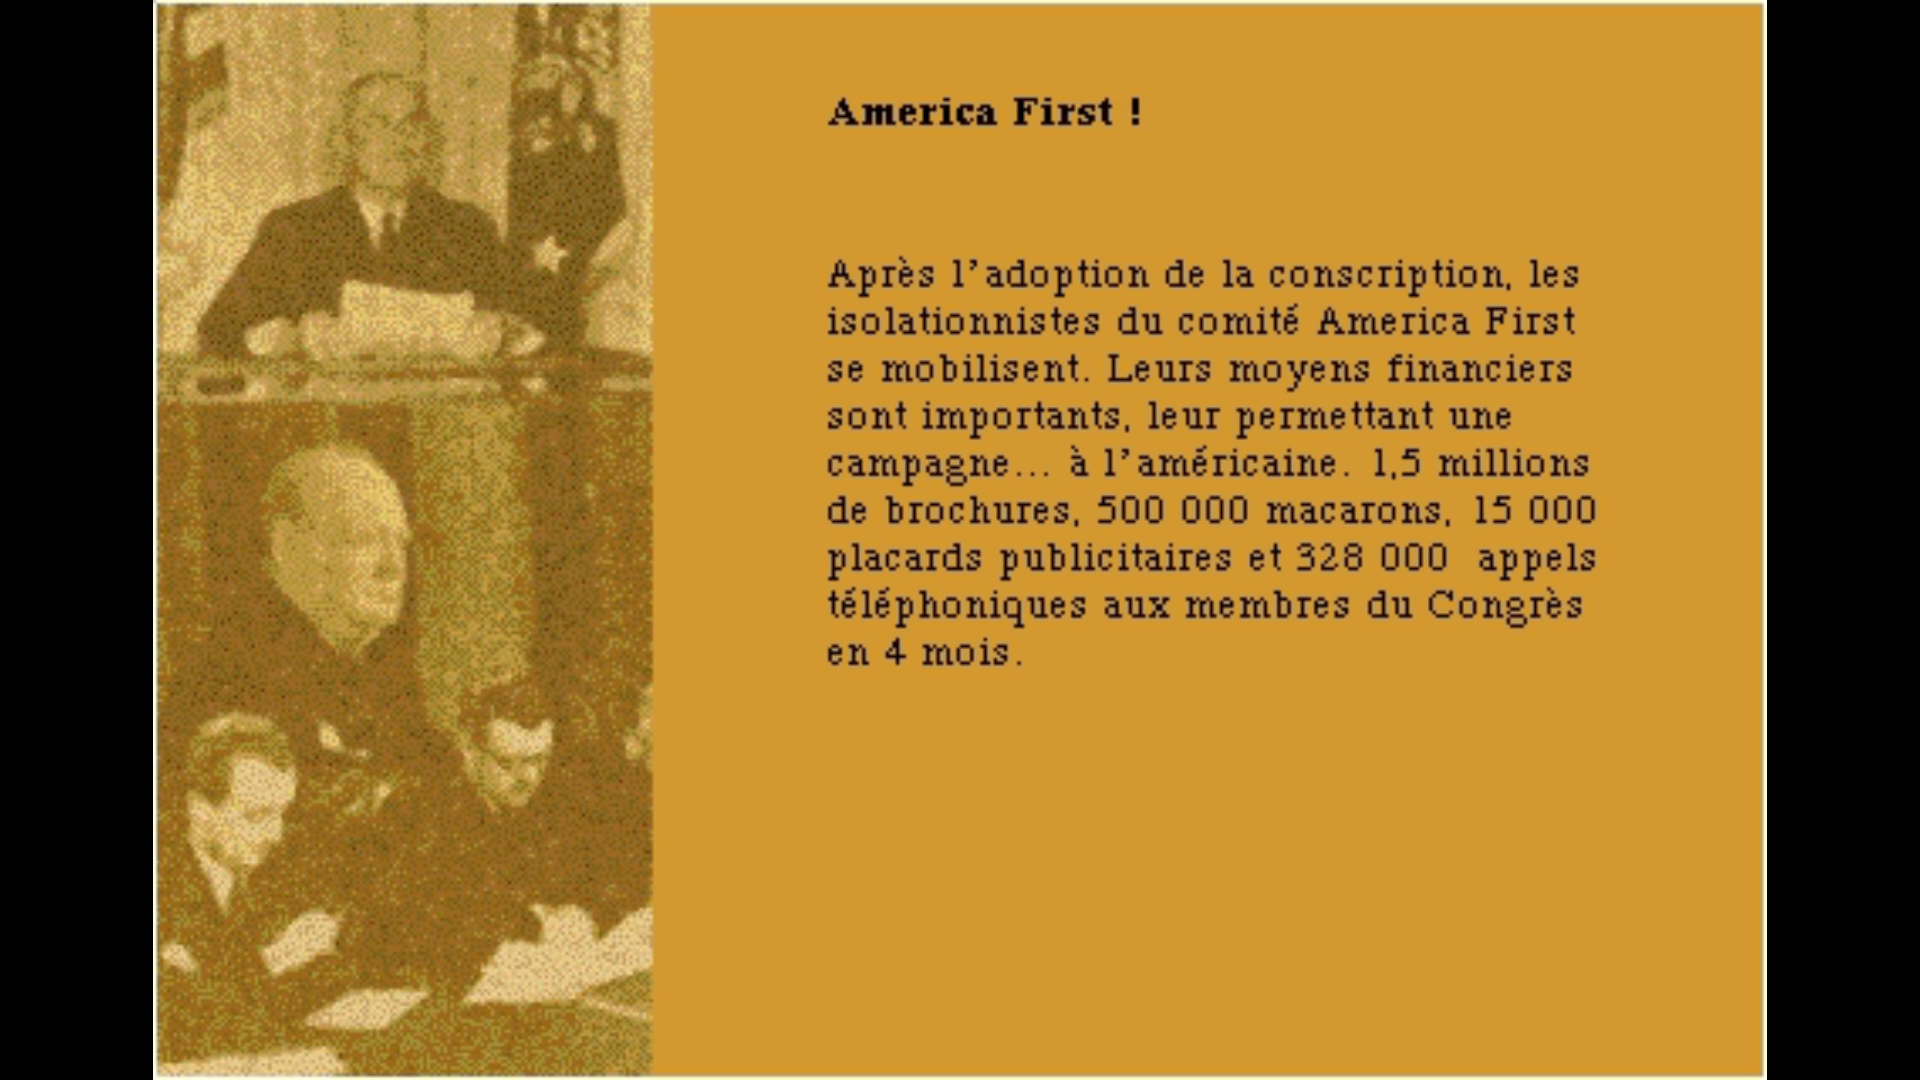 America First !
Après l’adoption de la conscription, les
isolationnistes du comité America First
se mobilisent. Leurs moyens financiers
sont importants, leur permettant une
campagne... à l’américaine. 1,5 millions
de brochures, 500 000 macarons, 15 000
placards publicitaires et 328 000  appels
téléphoniques aux membres du Congrès
en 4 mois.